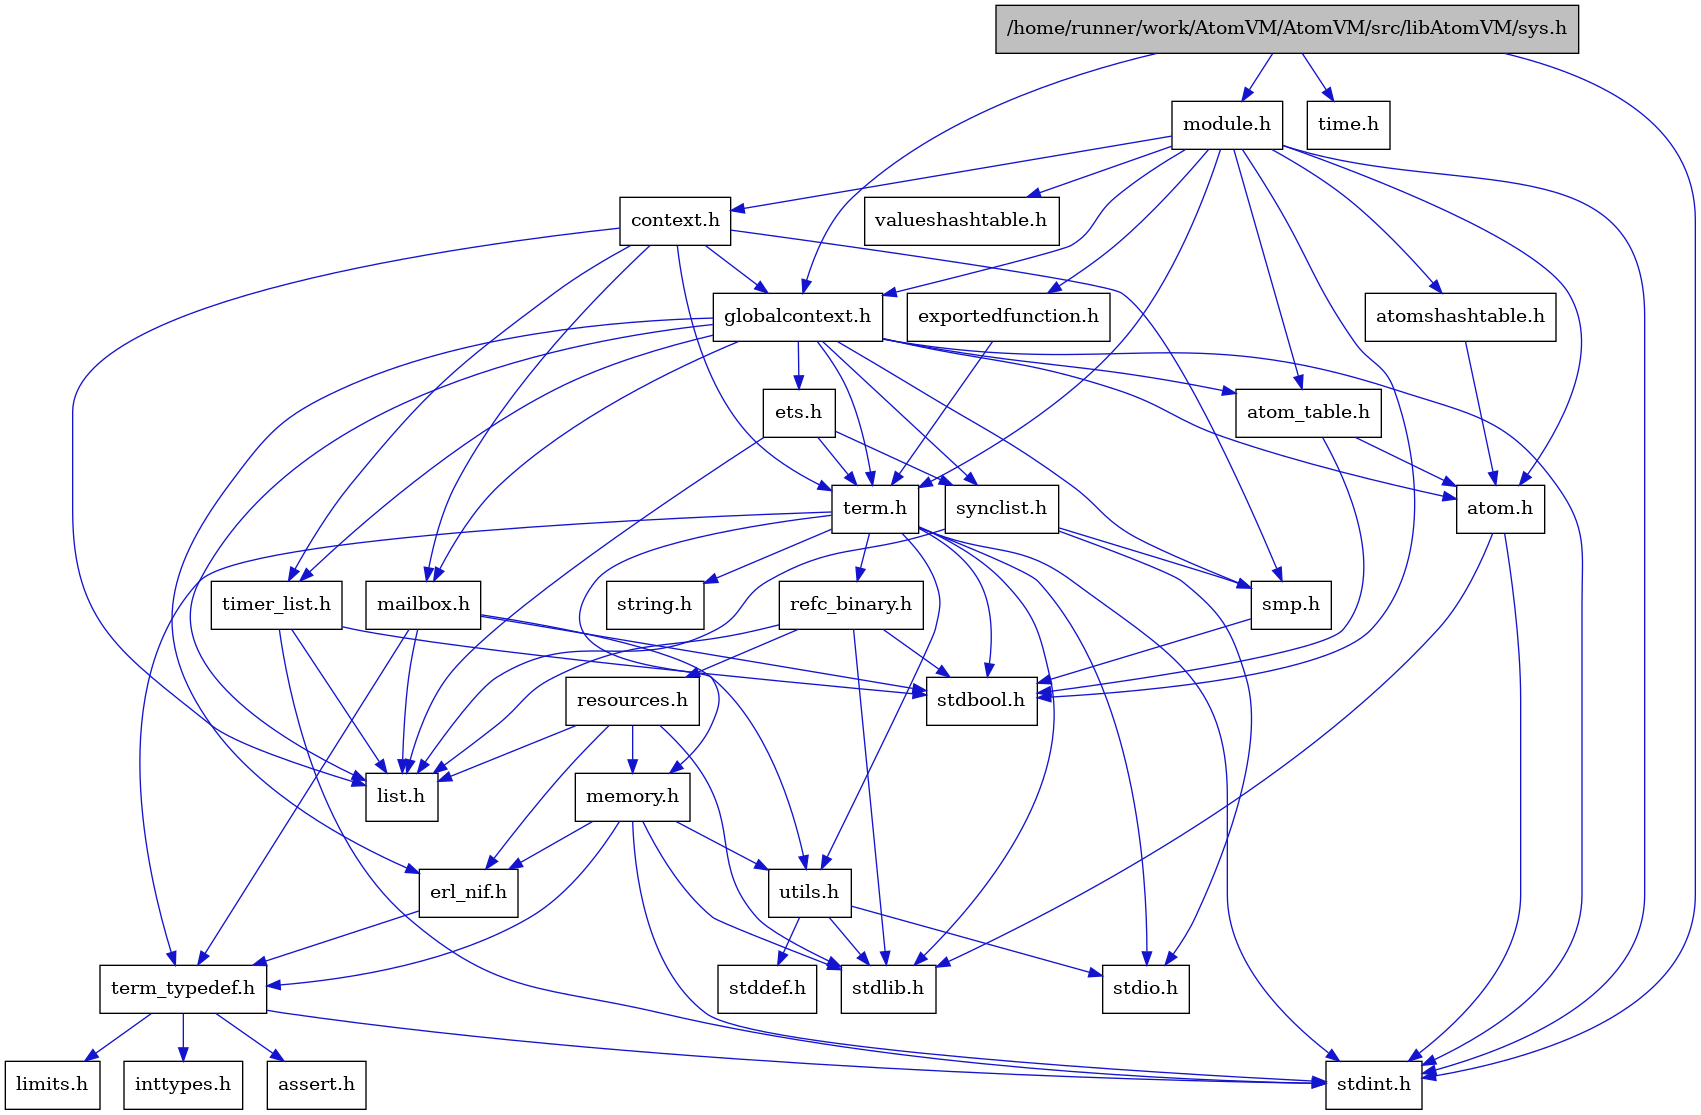 /home/runner/work/AtomVM/AtomVM/src/libAtomVM/sys.h
module.h
time.h
context.h
valueshashtable.h
globalcontext.h
exportedfunction.h
atomshashtable.h
ets.h
atom_table.h
term.h
synclist.h
atom.h
timer_list.h
mailbox.h
string.h
refc_binary.h
smp.h
resources.h
stdbool.h
list.h
memory.h
erl_nif.h
utils.h
term_typedef.h
stddef.h
stdlib.h
stdio.h
limits.h
inttypes.h
assert.h
stdint.h